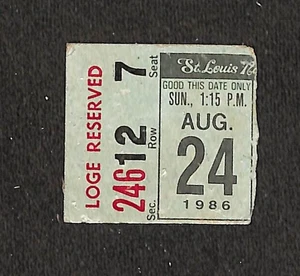 LOGE RESERVED
246 12 7
Sec. Row Seat
St. Louis
GOOD THIS DATE ONLY
SUN., 1:15 P.M.
AUG.
24
1986